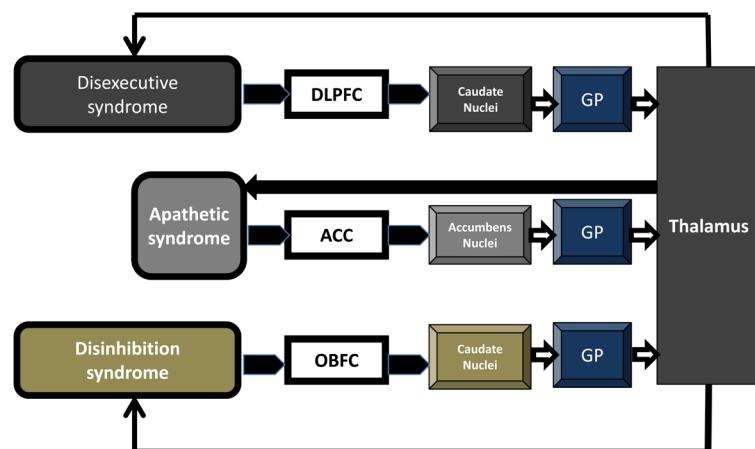 Disexecutive
syndrome
DLPFC
Caudate
Nuclei
GP
Apathetic
syndrome
ACC
Accumbens
Nuclei
GP
Thalamus
Disinhibition
syndrome
OBFC
Caudate
Nuclei
GP